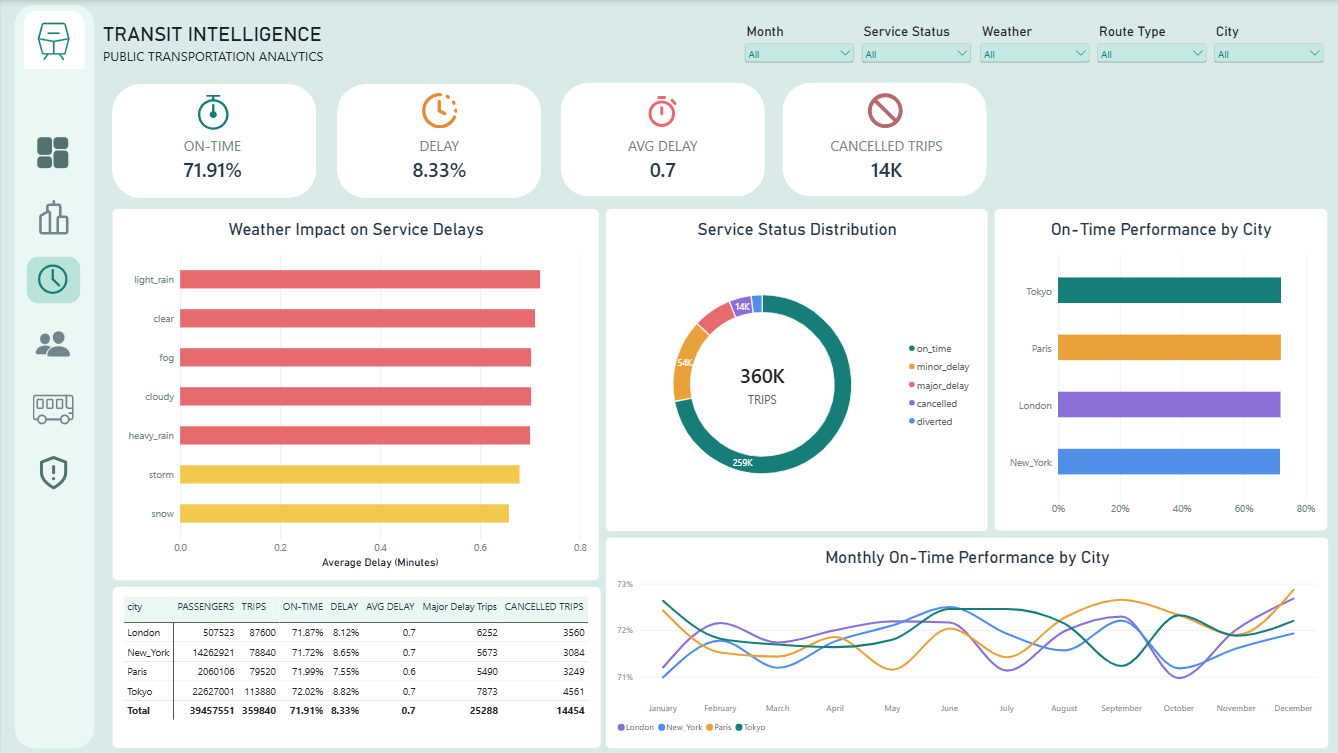 TRANSIT INTELLIGENCE
PUBLIC TRANSPORTATION ANALYTICS
Month Service Status Weather Route Type City
All All All All All
ON-TIME
71.91%
DELAY
8.33%
AVG DELAY
0.7
CANCELLED TRIPS
14K
Weather Impact on Service Delays
light_rain
clear
fog
cloudy
heavy_rain
storm
snow
0.0 0.2 0.4 0.6 0.8
Average Delay (Minutes)
Service Status Distribution
14K
54K
360K
TRIPS
259K
on_time
minor_delay
major_delay
cancelled
diverted
On-Time Performance by City
Tokyo
Paris
London
New_York
0% 20% 40% 60% 80%
city PASSENGERS TRIPS ON-TIME DELAY AVG DELAY Major Delay Trips CANCELLED TRIPS
London 507523 87600 71.87% 8.12% 0.7 6252 3560
New_York 14262921 78840 71.72% 8.65% 0.7 5673 3084
Paris 2060106 79520 71.99% 7.55% 0.6 5490 3249
Tokyo 22627001 113880 72.02% 8.82% 0.7 7873 4561
Total 39457551 359840 71.91% 8.33% 0.7 25288 14454
Monthly On-Time Performance by City
73%
72%
71%
January February March April May June July August September October November December
London New_York Paris Tokyo